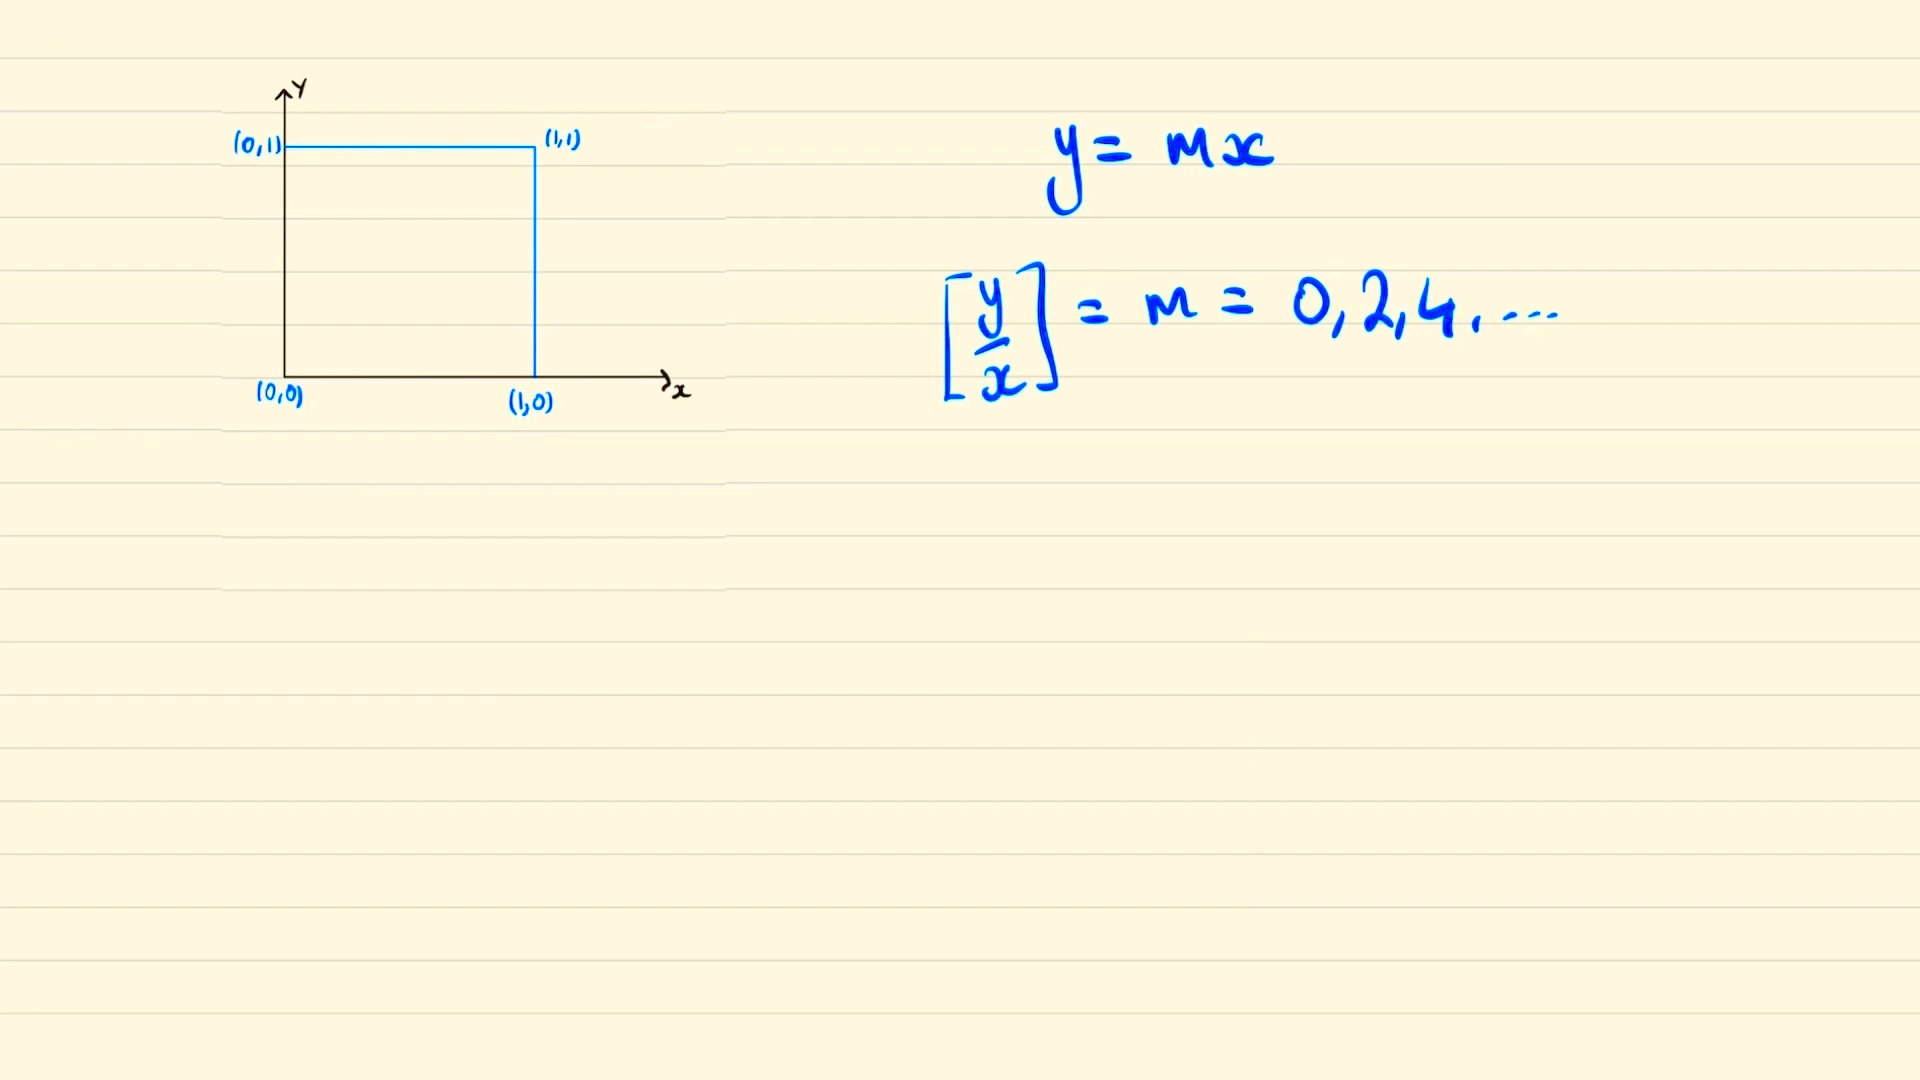 Y
(0,1) (1,1)
(0,0) (1,0) x
y = mx
[y/x] = m = 0,2,4,...